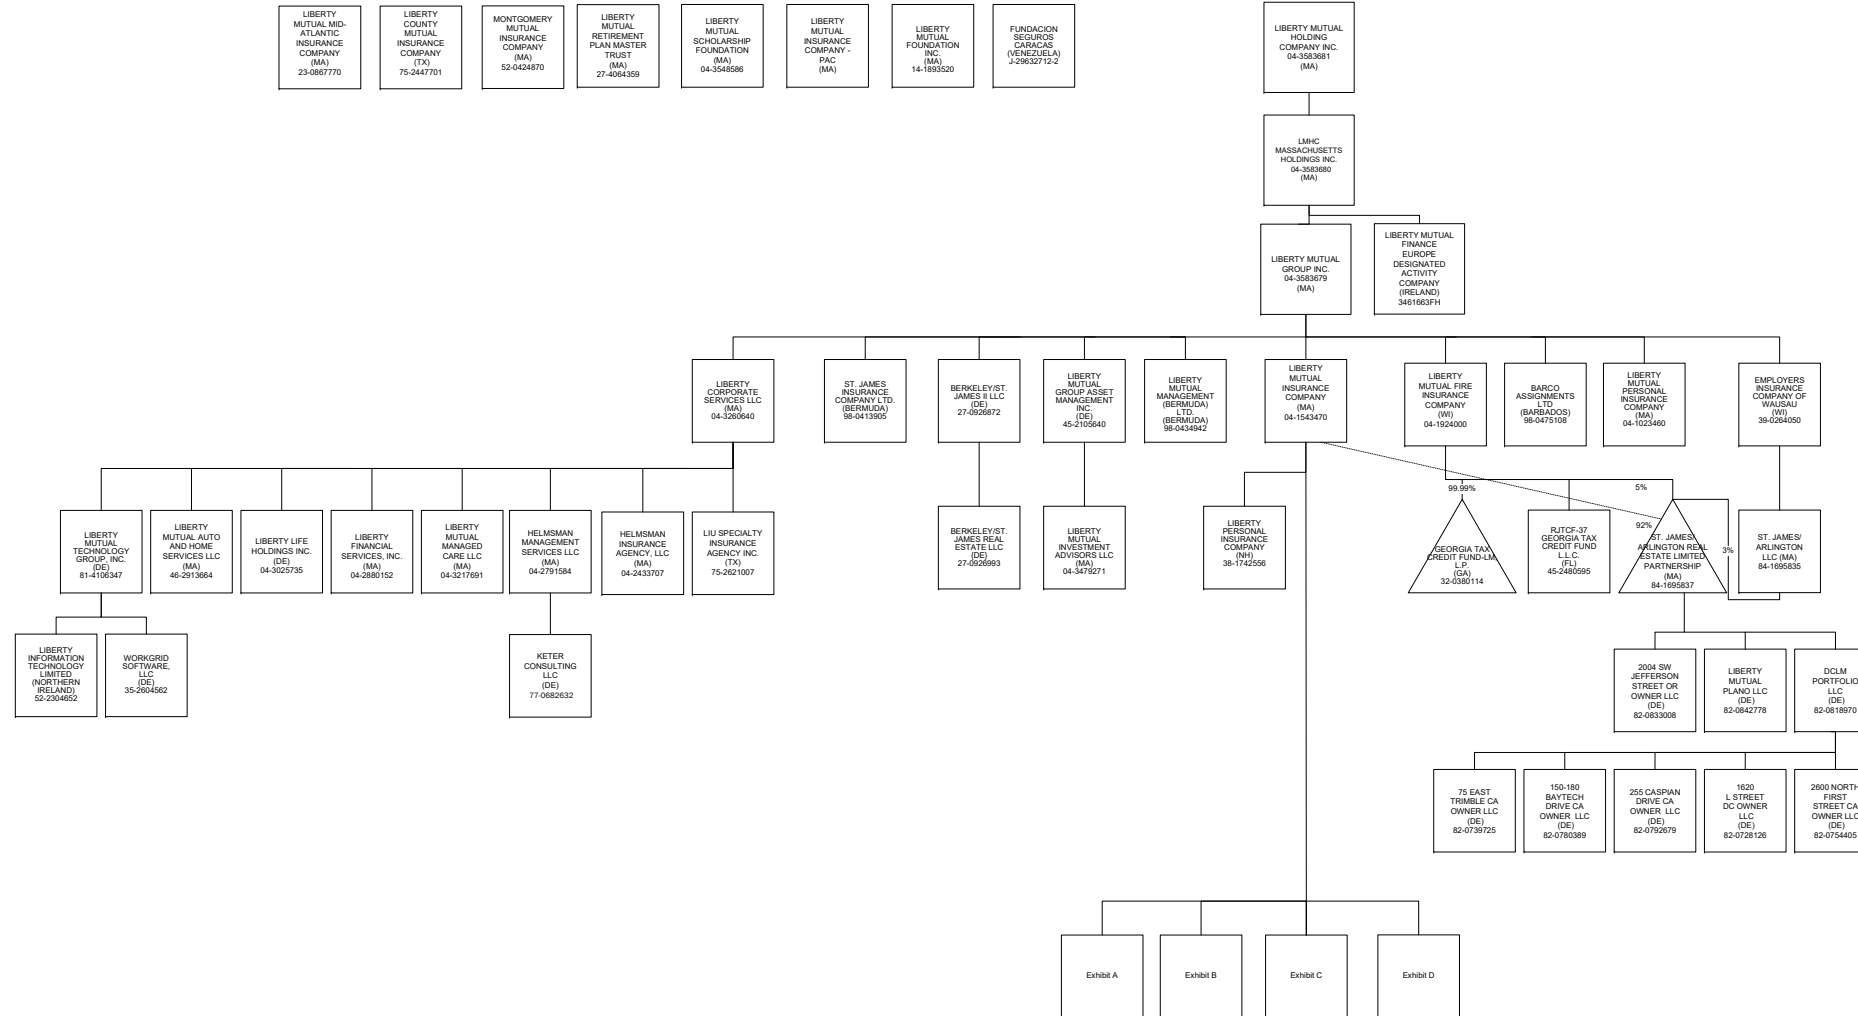 LIBERTY
MUTUAL MID-
ATLANTIC
INSURANCE
COMPANY
(MA)
23-0867770
LIBERTY
COUNTY
MUTUAL
INSURANCE
COMPANY
(TX)
75-2447701
MONTGOMERY
MUTUAL
INSURANCE
COMPANY
(MA)
52-0424870
LIBERTY
MUTUAL
RETIREMENT
PLAN MASTER
TRUST
(MA)
27-4064359
LIBERTY
MUTUAL
SCHOLARSHIP
FOUNDATION
(MA)
04-3548586
LIBERTY
MUTUAL
INSURANCE
COMPANY -
PAC
(MA)
LIBERTY
MUTUAL
FOUNDATION
INC.
(MA)
14-1893520
FUNDACION
SEGUROS
CARACAS
(VENEZUELA)
J-29632712-2
LIBERTY MUTUAL
HOLDING
COMPANY INC.
04-3583681
(MA)
LMHC
MASSACHUSETTS
HOLDINGS INC.
04-3583680
(MA)
LIBERTY MUTUAL
GROUP INC.
04-3583679
(MA)
LIBERTY MUTUAL
FINANCE
EUROPE
DESIGNATED
ACTIVITY
COMPANY
(IRELAND)
3461663FH
LIBERTY
CORPORATE
SERVICES LLC
(MA)
04-3260640
ST. JAMES
INSURANCE
COMPANY LTD.
(BERMUDA)
98-0413905
BERKELEY/ST.
JAMES II LLC
(DE)
27-0926872
LIBERTY
MUTUAL
GROUP ASSET
MANAGEMENT
INC.
(DE)
45-2105640
LIBERTY
MUTUAL
MANAGEMENT
(BERMUDA)
LTD.
(BERMUDA)
98-0434942
LIBERTY
MUTUAL
INSURANCE
COMPANY
(MA)
04-1543470
LIBERTY
MUTUAL FIRE
INSURANCE
COMPANY
(WI)
04-1924000
BARCO
ASSIGNMENTS
LTD
(BARBADOS)
98-0475108
LIBERTY
MUTUAL
PERSONAL
INSURANCE
COMPANY
(MA)
04-1023460
EMPLOYERS
INSURANCE
COMPANY OF
WAUSAU
(WI)
39-0264050
LIBERTY
MUTUAL
TECHNOLOGY
GROUP, INC.
(DE)
81-4106347
LIBERTY
MUTUAL AUTO
AND HOME
SERVICES LLC
(MA)
46-2913664
LIBERTY LIFE
HOLDINGS INC.
(DE)
04-3025735
LIBERTY
FINANCIAL
SERVICES, INC.
(MA)
04-2880152
LIBERTY
MUTUAL
MANAGED
CARE LLC
(MA)
04-3217691
HELMSMAN
MANAGEMENT
SERVICES LLC
(MA)
04-2791584
HELMSMAN
INSURANCE
AGENCY, LLC
(MA)
04-2433707
LIU SPECIALTY
INSURANCE
AGENCY INC.
(TX)
75-2621007
BERKELEY/ST.
JAMES REAL
ESTATE LLC
(DE)
27-0926993
LIBERTY
MUTUAL
INVESTMENT
ADVISORS LLC
(MA)
04-3479271
LIBERTY
PERSONAL
INSURANCE
COMPANY
(NH)
38-1742556
99.99%
GEORGIA TAX
CREDIT FUND-LM
L.P.
(GA)
32-0380114
RJTCF-37
GEORGIA TAX
CREDIT FUND
L.L.C.
(FL)
45-2480595
5%
92%
3%
ST. JAMES/
ARLINGTON REAL
ESTATE LIMITED
PARTNERSHIP
(MA)
84-1695837
ST. JAMES/
ARLINGTON
LLC (MA)
84-1695835
LIBERTY
INFORMATION
TECHNOLOGY
LIMITED
(NORTHERN
IRELAND)
52-2304652
WORKGRID
SOFTWARE,
LLC
(DE)
35-2604562
KETER
CONSULTING
LLC
(DE)
77-0682632
2004 SW
JEFFERSON
STREET OR
OWNER LLC
(DE)
82-0833008
LIBERTY
MUTUAL
PLANO LLC
(DE)
82-0842778
DCLM
PORTFOLIO
LLC
(DE)
82-0818970
75 EAST
TRIMBLE CA
OWNER LLC
(DE)
82-0739725
150-180
BAYTECH
DRIVE CA
OWNER LLC
(DE)
82-0780389
255 CASPIAN
DRIVE CA
OWNER LLC
(DE)
82-0792679
1620
L STREET
DC OWNER
LLC
(DE)
82-0728126
2600 NORTH
FIRST
STREET CA
OWNER LLC
(DE)
82-0754405
Exhibit A
Exhibit B
Exhibit C
Exhibit D